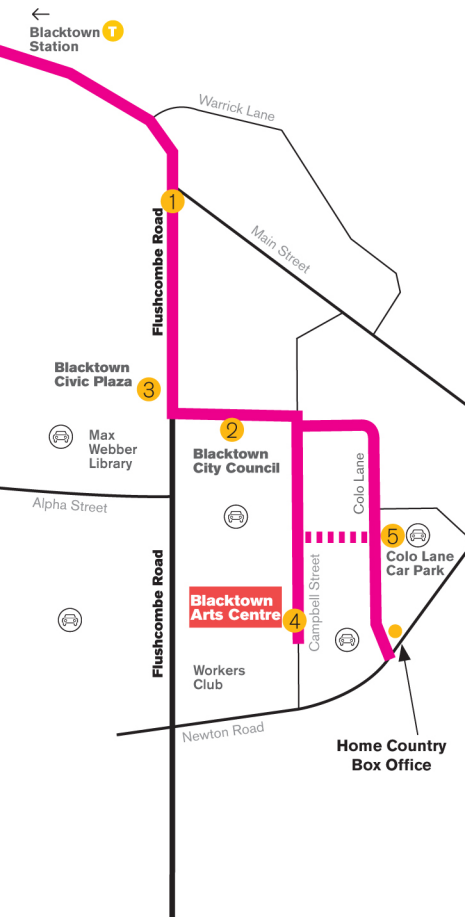 Blacktown
Station
T
Warrick Lane
1
Main Street
Flushcombe Road
Blacktown
Civic Plaza
3
2
Max
Webber
Library
Blacktown
City Council
Colo Lane
Alpha Street
5
Colo Lane
Car Park
Flushcombe Road
Campbell Street
Blacktown
Arts Centre
4
Workers
Club
Newton Road
Home Country
Box Office